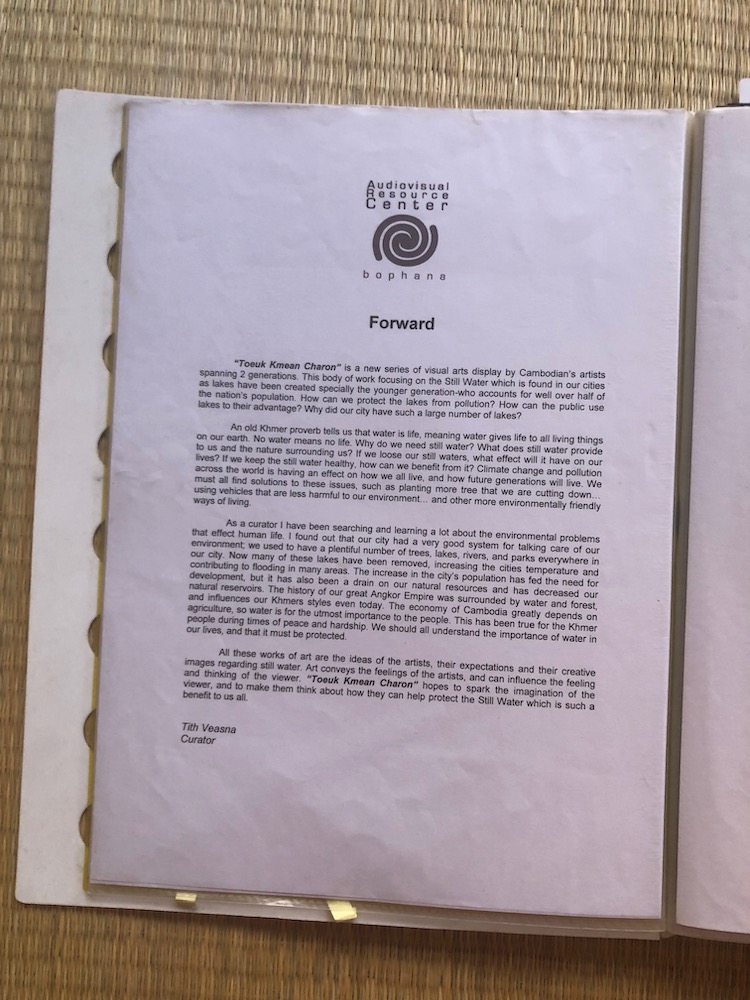 Audiovisual
Resource
Center
bophana
Forward
"Toeuk Kmean Charon" is a new series of visual arts display by Cambodian's artists
spanning 2 generations. This body of work focusing on the Still Water which is found in our cities
as lakes have been created specially the younger generation-who accounts for well over half of
the nation's population. How can we protect the lakes from pollution? How can the public use
lakes to their advantage? Why did our city have such a large number of lakes?
An old Khmer proverb tells us that water is life, meaning water gives life to all living things
on our earth. No water means no life. Why do we need still water? What does still water provide
to us and the nature surrounding us? If we loose our still waters, what effect will it have on our
lives? If we keep the still water healthy, how can we benefit from it? Climate change and pollution
across the world is having an effect on how we all live, and how future generations will live. We
must all find solutions to these issues, such as planting more tree that we are cutting down…
using vehicles that are less harmful to our environment… and other more environmentally friendly
ways of living.
As a curator I have been searching and learning a lot about the environmental problems
that effect human life. I found out that our city had a very good system for talking care of our
environment; we used to have a plentiful number of trees, lakes, rivers, and parks everywhere in
our city. Now many of these lakes have been removed, increasing the cities temperature and
contributing to flooding in many areas. The increase in the city's population has fed the need for
development, but it has also been a drain on our natural resources and has decreased our
natural reservoirs. The history of our great Angkor Empire was surrounded by water and forest,
and influences our Khmers styles even today. The economy of Cambodia greatly depends on
agriculture, so water is for the utmost importance to the people. This has been true for the Khmer
people during times of peace and hardship. We should all understand the importance of water in
our lives, and that it must be protected.
All these works of art are the ideas of the artists, their expectations and their creative
images regarding still water. Art conveys the feelings of the artists, and can influence the feeling
and thinking of the viewer. "Toeuk Kmean Charon" hopes to spark the imagination of the
viewer, and to make them think about how they can help protect the Still Water which is such a
benefit to us all.
Tith Veasna
Curator